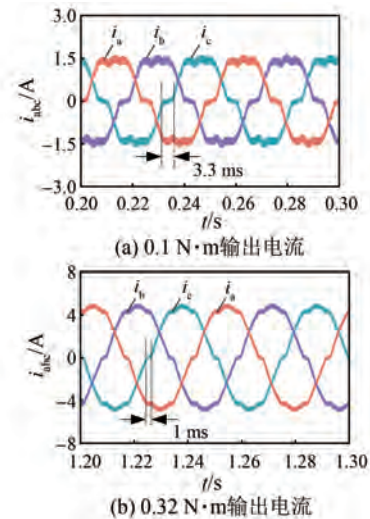 3.0
i_a i_b i_c
1.5
0
-1.5
-3.0
i_abc/A
3.3 ms
0.20 0.22 0.24 0.26 0.28 0.30
t/s
(a) 0.1 N·m输出电流
8
i_b i_c i_a
4
0
-4
-8
i_abc/A
1 ms
1.20 1.22 1.24 1.26 1.28 1.30
t/s
(b) 0.32 N·m输出电流